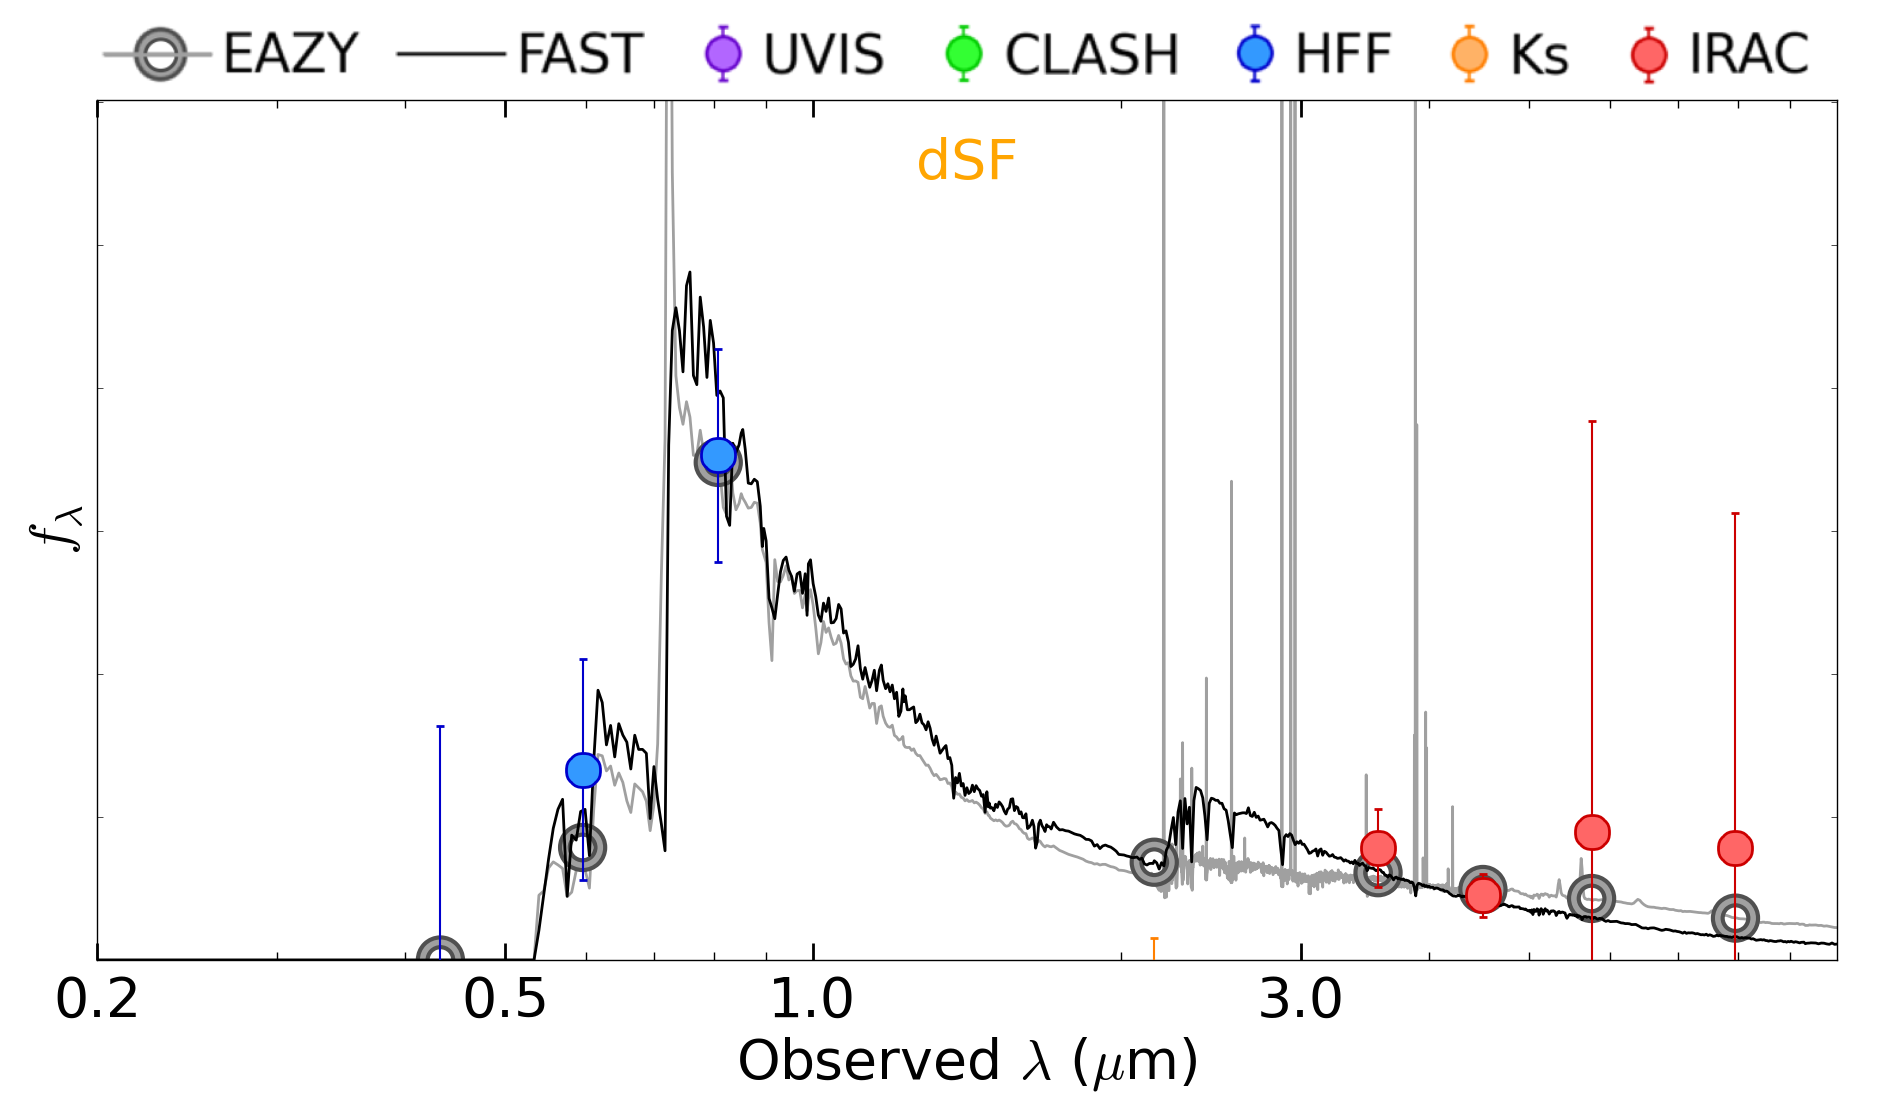 EAZY FAST UVIS CLASH HFF Ks IRAC
dSF
f_λ
0.2 0.5 1.0 3.0
Observed λ (μm)